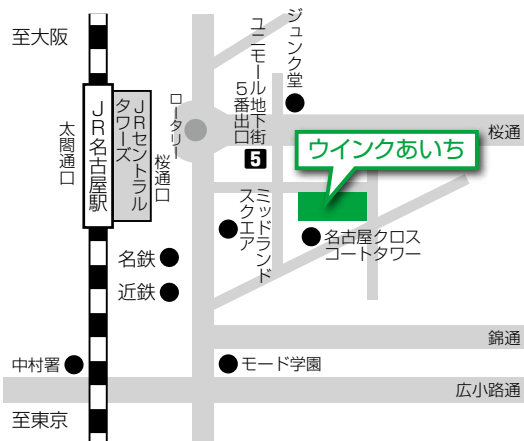 至大阪
太閤通口
JR名古屋駅
JRセントラル
タワーズ
桜通口
ロータリー
ユニモール地下街
5番出口
5
ジュンク堂
桜通
ウインクあいち
ミッドランド
スクエア
名古屋クロス
コートタワー
名鉄
近鉄
錦通
中村署
モード学園
広小路通
至東京